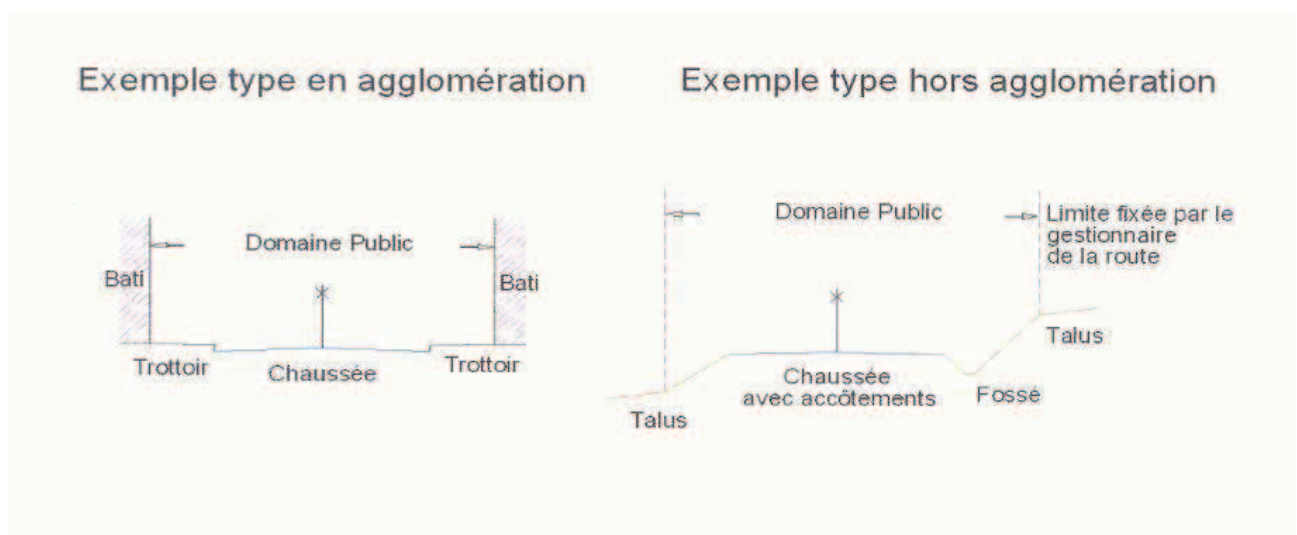 Exemple type en agglomération
Domaine Public
Bati
Bati
Trottoir
Chaussée
Trottoir
Exemple type hors agglomération
Domaine Public
Limite fixée par le
gestionnaire
de la route
Talus
Chaussée
avec accôtements
Fossé
Talus